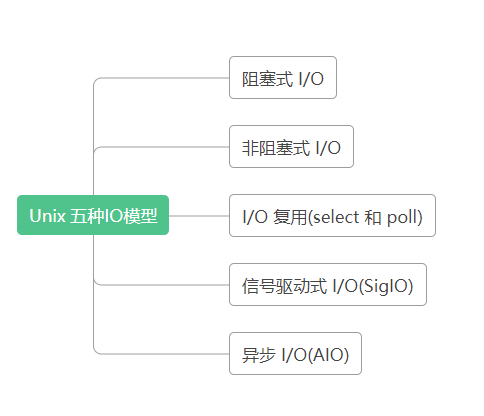 阻塞式 I/O
非阻塞式 I/O
Unix 五种IO模型
I/O 复用(select 和 poll)
信号驱动式 I/O(SigIO)
异步 I/O(AIO)